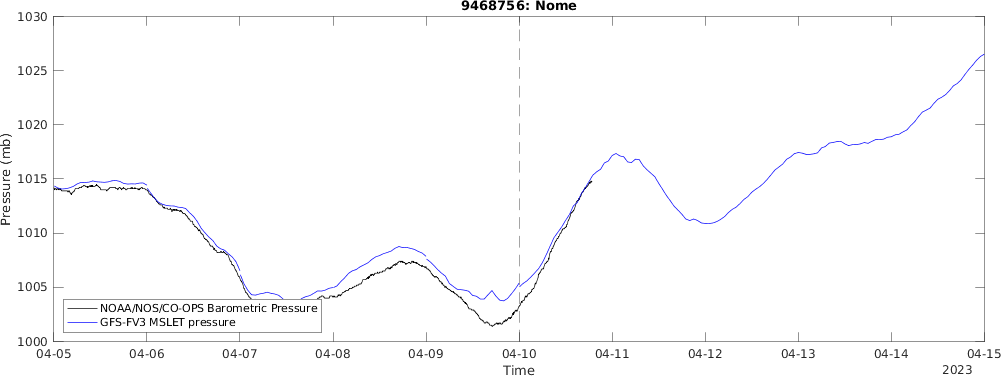 9468756: Nome
1030
1025
1020
1015
1010
1005
1000
Pressure (mb)
NOAA/NOS/CO-OPS Barometric Pressure
GFS-FV3 MSLET pressure
04-05 04-06 04-07 04-08 04-09 04-10 04-11 04-12 04-13 04-14 04-15
Time
2023